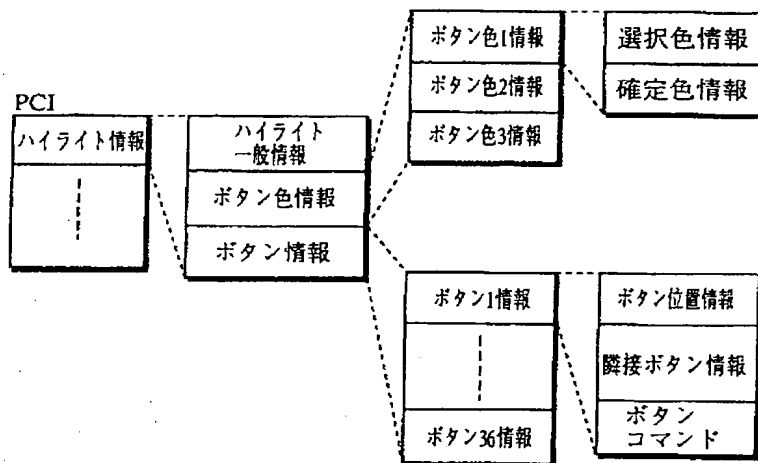 PCI
ハイライト情報
ハイライト
一般情報
ボタン色情報
ボタン情報
ボタン色1情報
ボタン色2情報
ボタン色3情報
選択色情報
確定色情報
ボタン1情報
ボタン36情報
ボタン位置情報
隣接ボタン情報
ボタン
コマンド